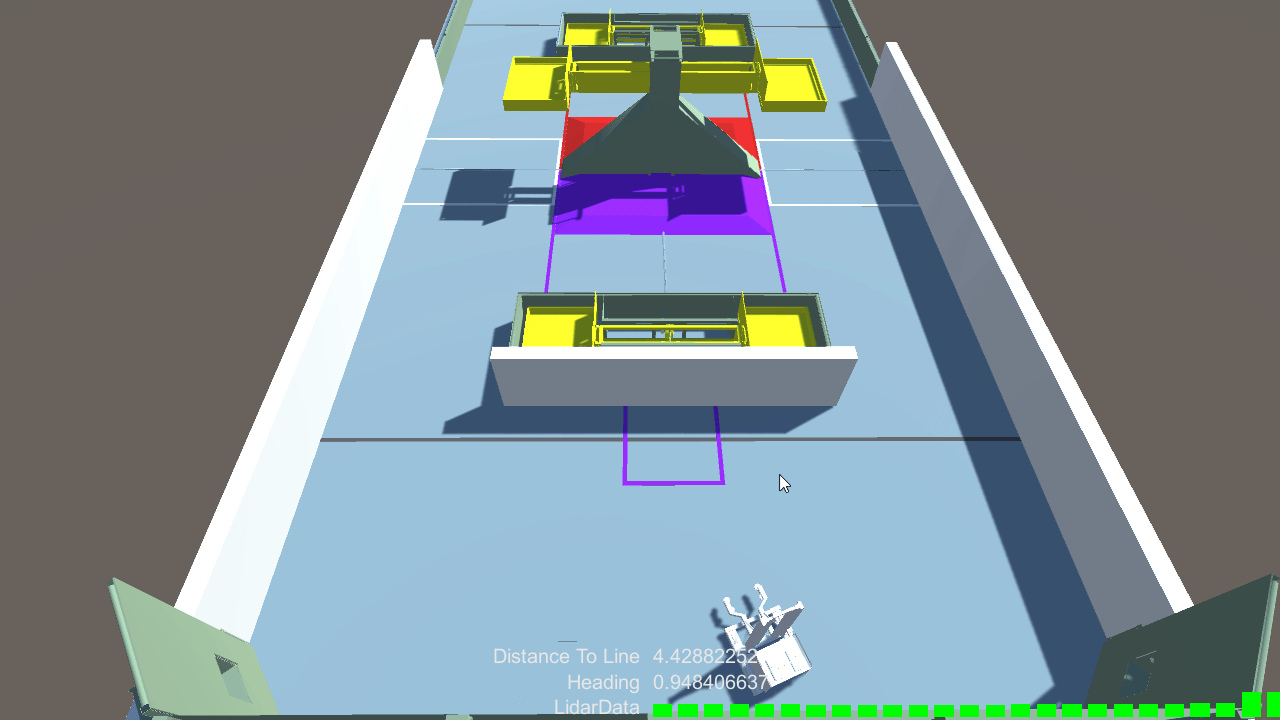 Distance To Line 4.42882252
Heading 0.948406637
LidarData